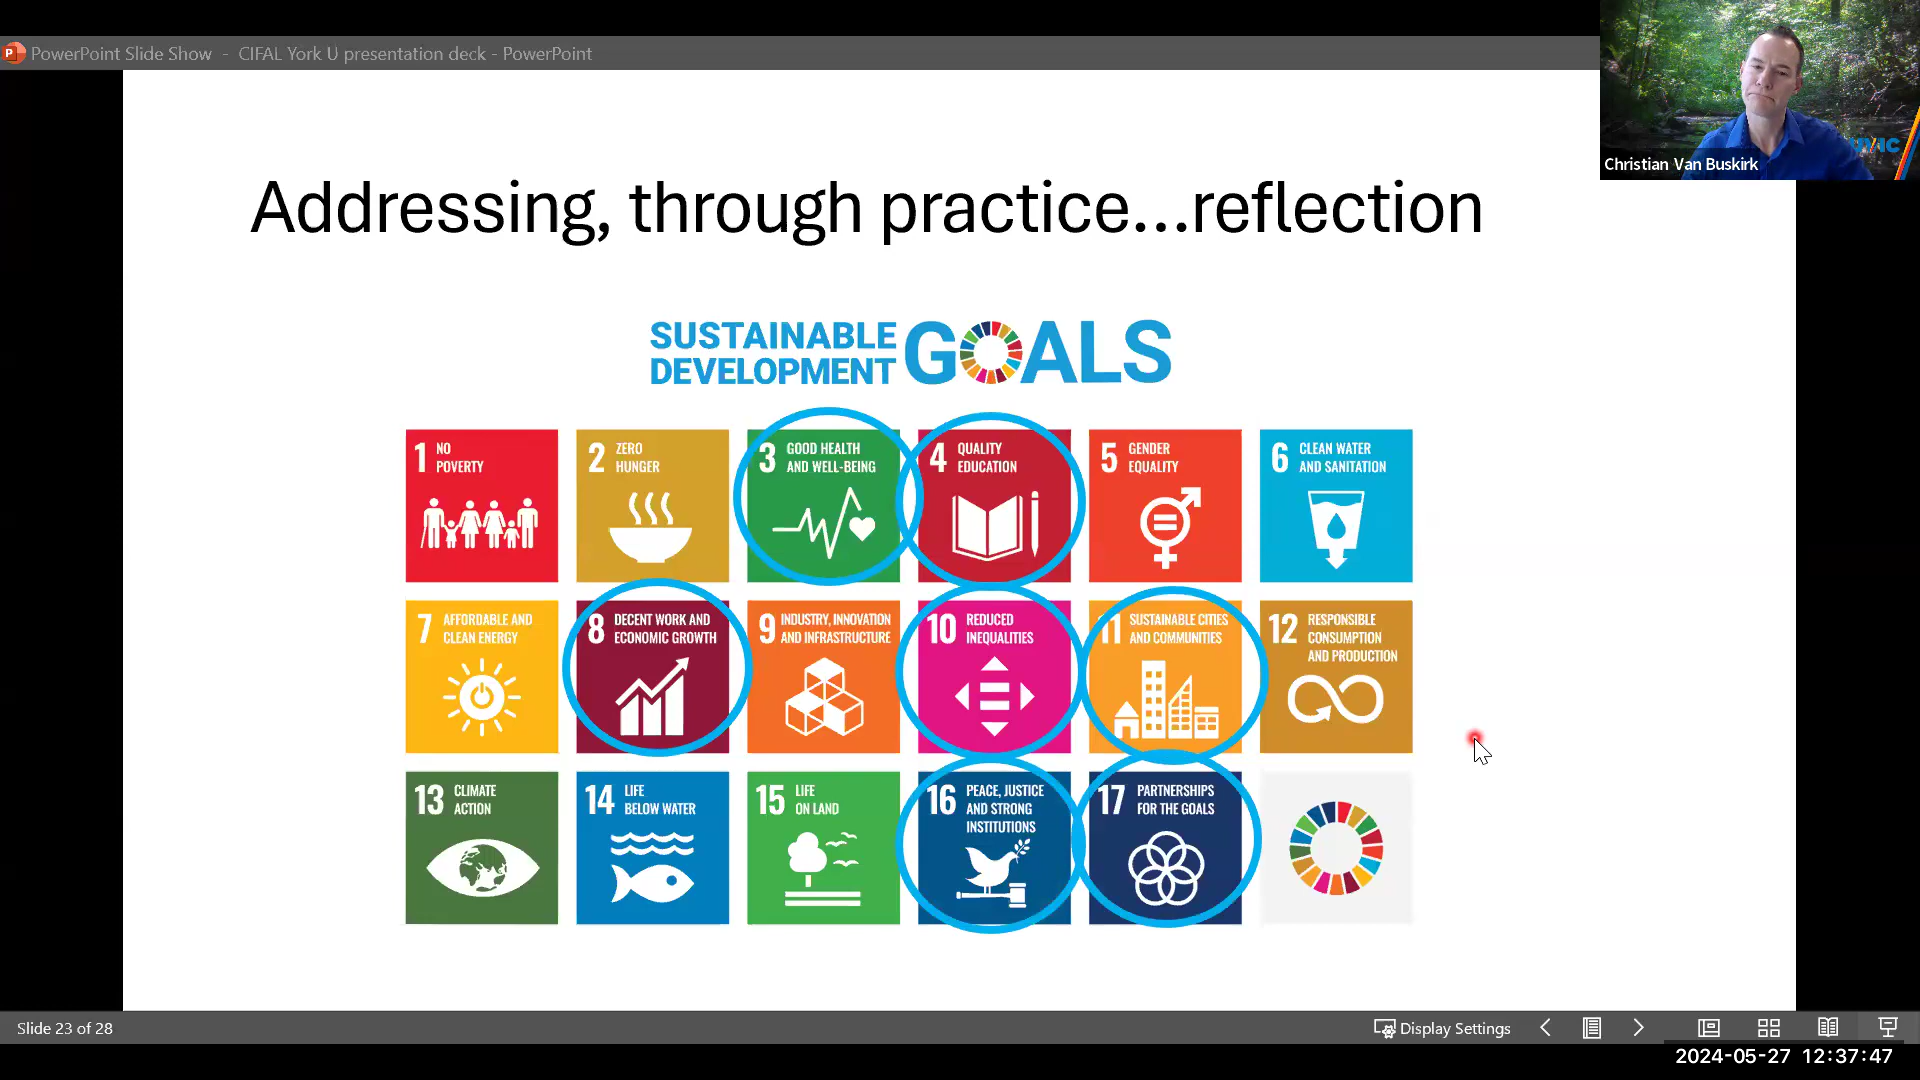 PowerPoint Slide Show - CIFAL York U presentation deck - PowerPoint
Christian Van Buskirk
Addressing, through practice...reflection
SUSTAINABLE
DEVELOPMENT
GOALS
1 NO
POVERTY
2 ZERO
HUNGER
3 GOOD HEALTH
AND WELL-BEING
4 QUALITY
EDUCATION
5 GENDER
EQUALITY
6 CLEAN WATER
AND SANITATION
7 AFFORDABLE AND
CLEAN ENERGY
8 DECENT WORK AND
ECONOMIC GROWTH
9 INDUSTRY, INNOVATION
AND INFRASTRUCTURE
10 REDUCED
INEQUALITIES
11 SUSTAINABLE CITIES
AND COMMUNITIES
12 RESPONSIBLE
CONSUMPTION
AND PRODUCTION
13 CLIMATE
ACTION
14 LIFE
BELOW WATER
15 LIFE
ON LAND
16 PEACE, JUSTICE
AND STRONG
INSTITUTIONS
17 PARTNERSHIPS
FOR THE GOALS
Slide 23 of 28
Display Settings
2024-05-27 12:37:47